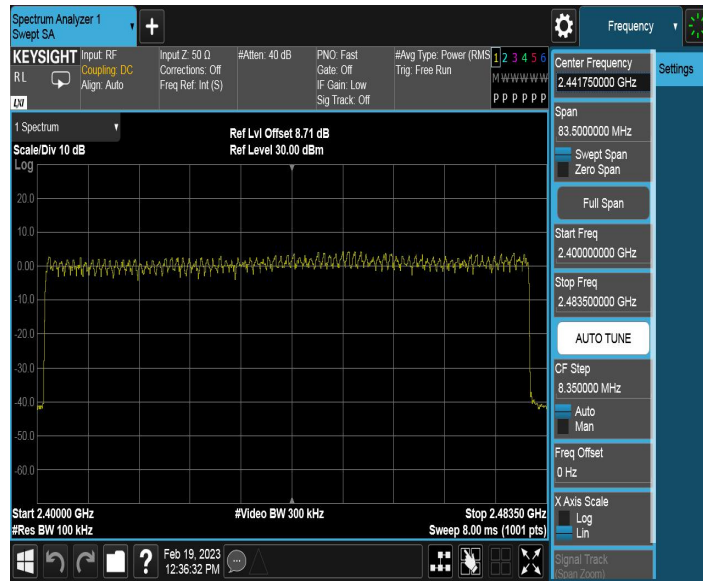 Spectrum Analyzer 1
Swept SA
+
Frequency
KEYSIGHT
RL
LXI
Input: RF
Coupling: DC
Align: Auto
Input Z: 50 Ω
Corrections: Off
Freq Ref: Int (S)
#Atten: 40 dB
PNO: Fast
Gate: Off
IF Gain: Low
Sig Track: Off
#Avg Type: Power (RMS
Trig: Free Run
1 2 3 4 5 6
M W W W W W
P P P P P P
1 Spectrum
Scale/Div 10 dB
Log
Ref Lvl Offset 8.71 dB
Ref Level 30.00 dBm
20.0
10.0
0.00
-10.0
-20.0
-30.0
-40.0
-50.0
-60.0
Start 2.40000 GHz
#Res BW 100 kHz
#Video BW 300 kHz
Stop 2.48350 GHz
Sweep 8.00 ms (1001 pts)
Center Frequency
2.441750000 GHz
Settings
Span
83.5000000 MHz
Swept Span
Zero Span
Full Span
Start Freq
2.400000000 GHz
Stop Freq
2.483500000 GHz
AUTO TUNE
CF Step
8.350000 MHz
Auto
Man
Freq Offset
0 Hz
X Axis Scale
Log
Lin
Signal Track
(Span Zoom)
?
Feb 19, 2023
12:36:32 PM